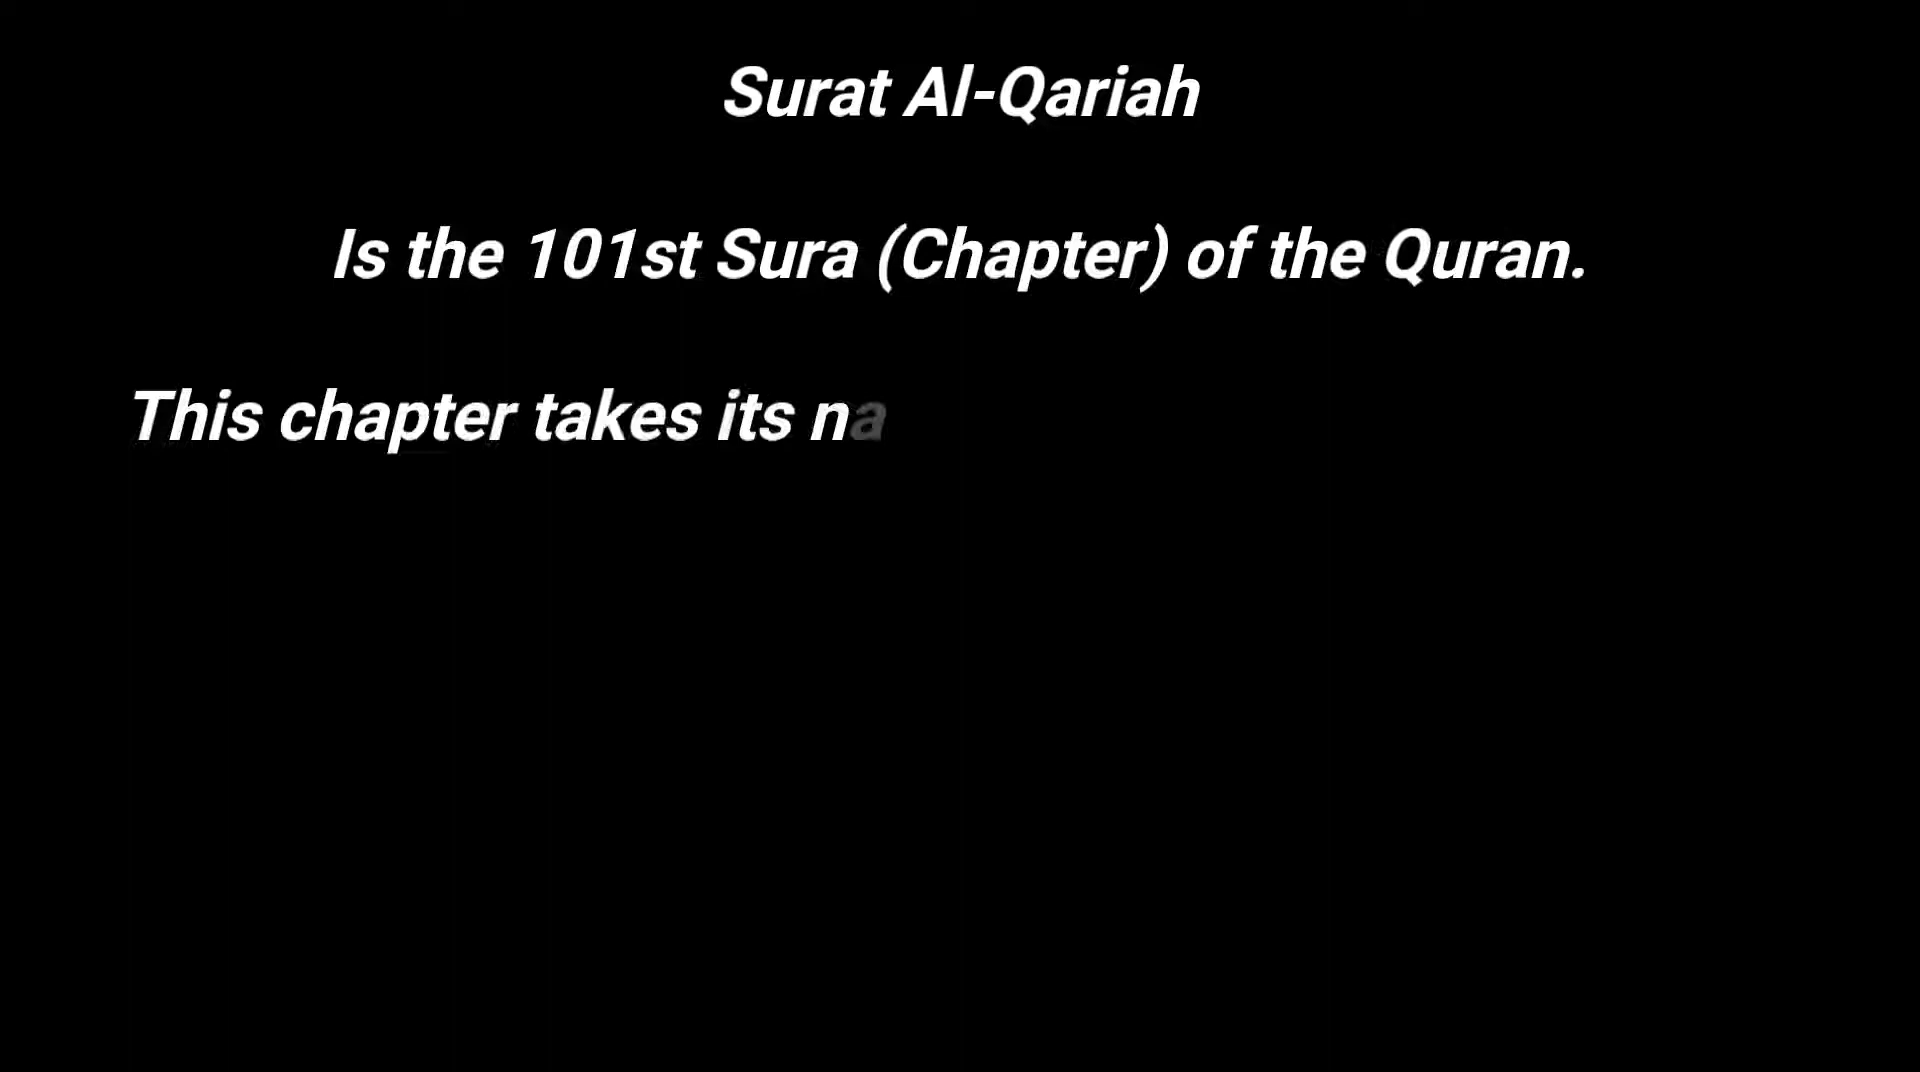 Surat Al-Qariah
Is the 101st Sura (Chapter) of the Quran.
This chapter takes its na